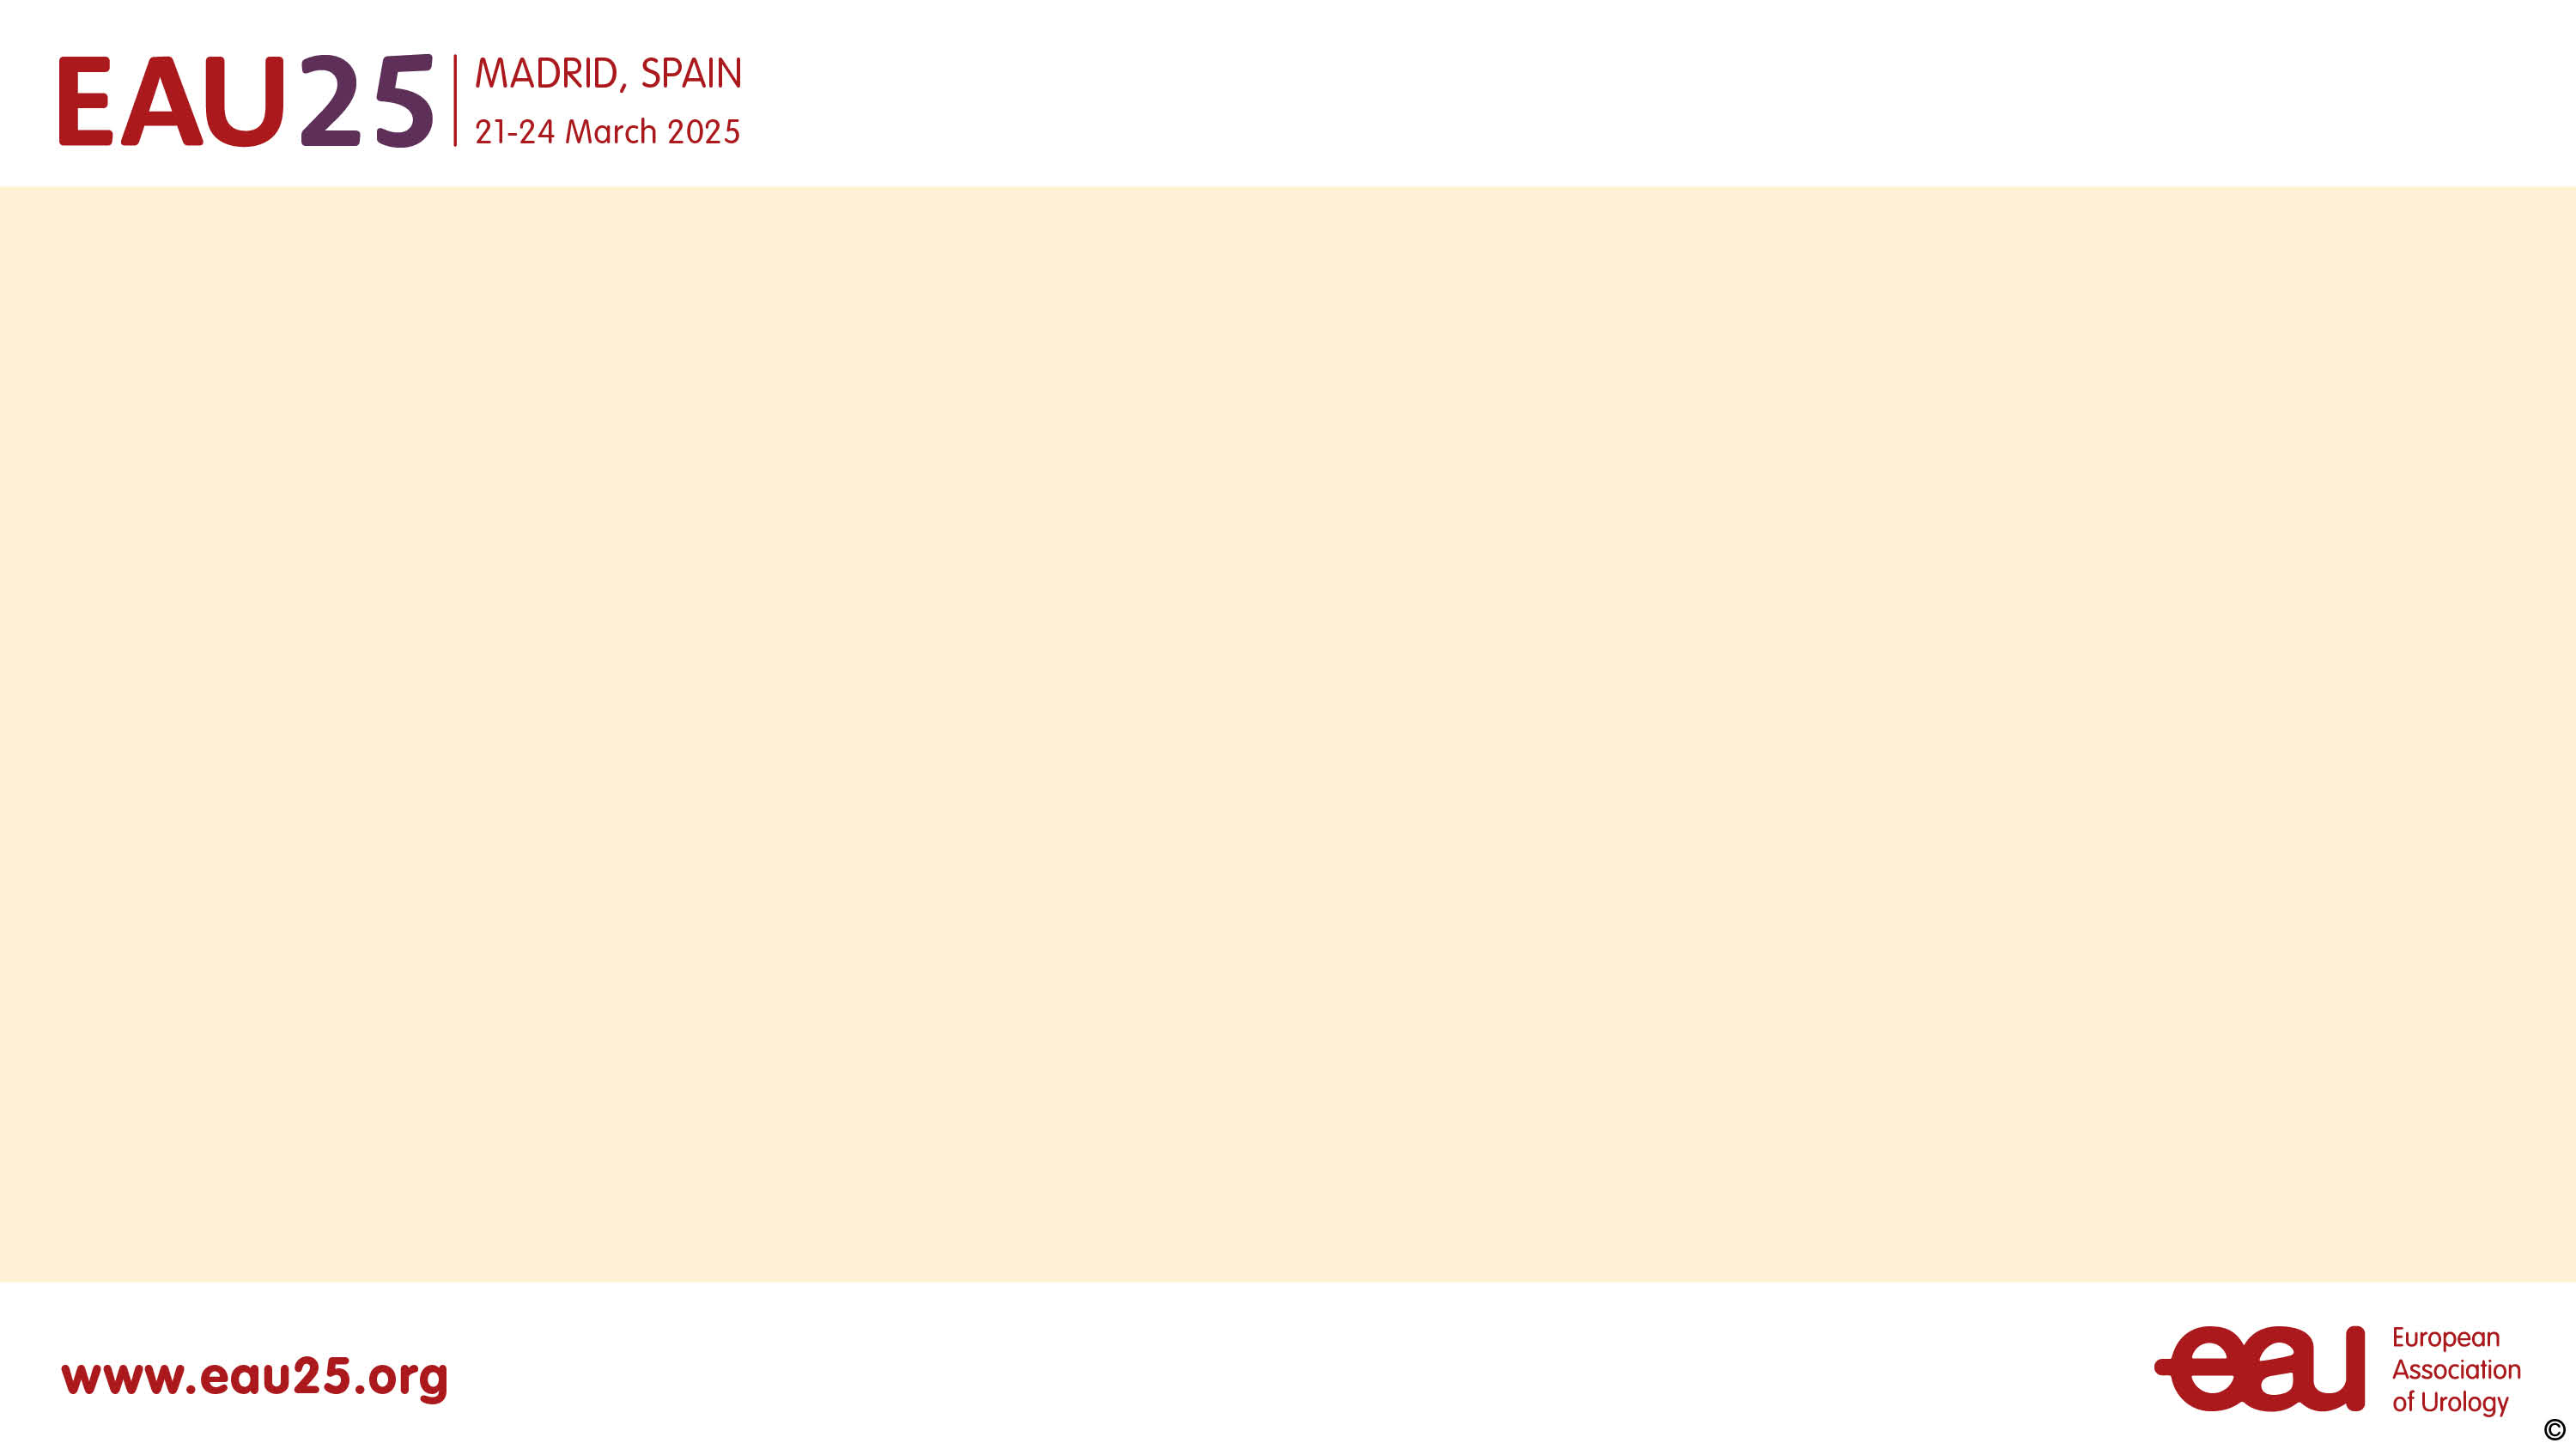 EAU25
MADRID, SPAIN
21-24 March 2025
www.eau25.org
eau
European
Association
of Urology
©